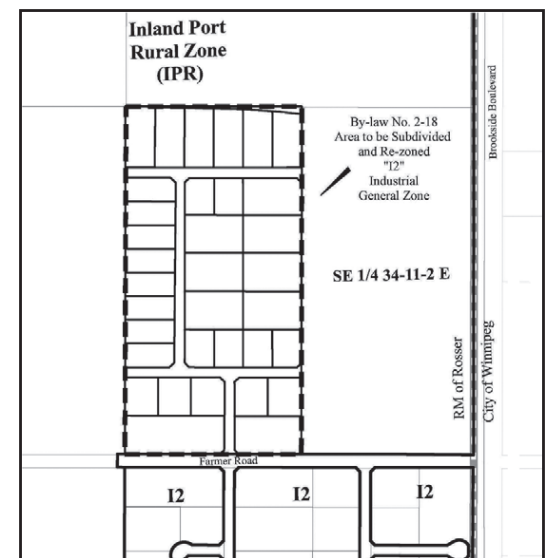 Inland Port
Rural Zone
(IPR)
By-law No. 2-18
Area to be Subdivided
and Re-zoned
"I2"
Industrial
General Zone
Brookside Boulevard
SE 1/4 34-11-2 E
RM of Rosser
City of Winnipeg
Farmer Road
I2
I2
I2